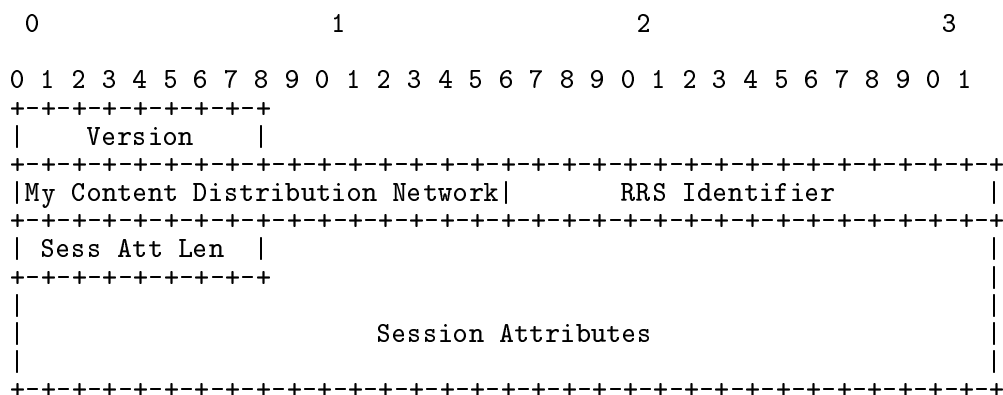 0 1 2 3
0 1 2 3 4 5 6 7 8 9 0 1 2 3 4 5 6 7 8 9 0 1 2 3 4 5 6 7 8 9 0 1
+-+-+-+-+-+-+-+-+
| Version |
+-+-+-+-+-+-+-+-+-+-+-+-+-+-+-+-+-+-+-+-+-+-+-+-+-+-+-+-+-+-+-+-+
|My Content Distribution Network| RRS Identifier |
+-+-+-+-+-+-+-+-+-+-+-+-+-+-+-+-+-+-+-+-+-+-+-+-+-+-+-+-+-+-+-+-+
| Sess Att Len | |
+-+-+-+-+-+-+-+-+ |
| |
| Session Attributes |
| |
+-+-+-+-+-+-+-+-+-+-+-+-+-+-+-+-+-+-+-+-+-+-+-+-+-+-+-+-+-+-+-+-+